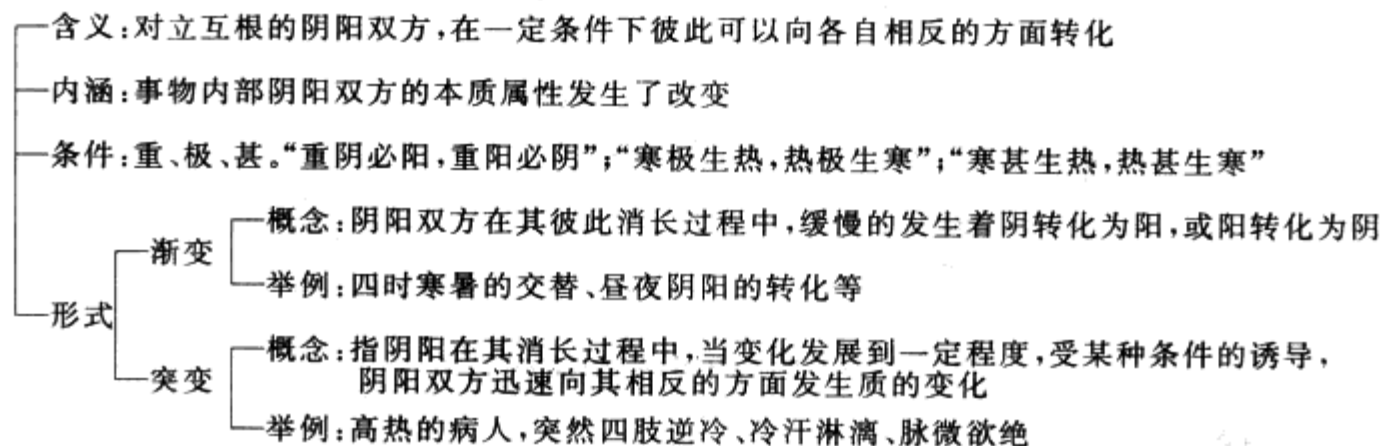 含义:对立互根的阴阳双方,在一定条件下彼此可以向各自相反的方面转化
内涵:事物内部阴阳双方的本质属性发生了改变
条件:重、极、甚。“重阴必阳,重阳必阴”;“寒极生热,热极生寒”;“寒甚生热,热甚生寒”
概念:阴阳双方在其彼此消长过程中,缓慢的发生着阴转化为阳,或阳转化为阴
渐变
举例:四时寒暑的交替、昼夜阴阳的转化等
形式
概念:指阴阳在其消长过程中,当变化发展到一定程度,受某种条件的诱导,
阴阳双方迅速向其相反的方面发生质的变化
突变
举例:高热的病人,突然四肢逆冷、冷汗淋漓、脉微欲绝